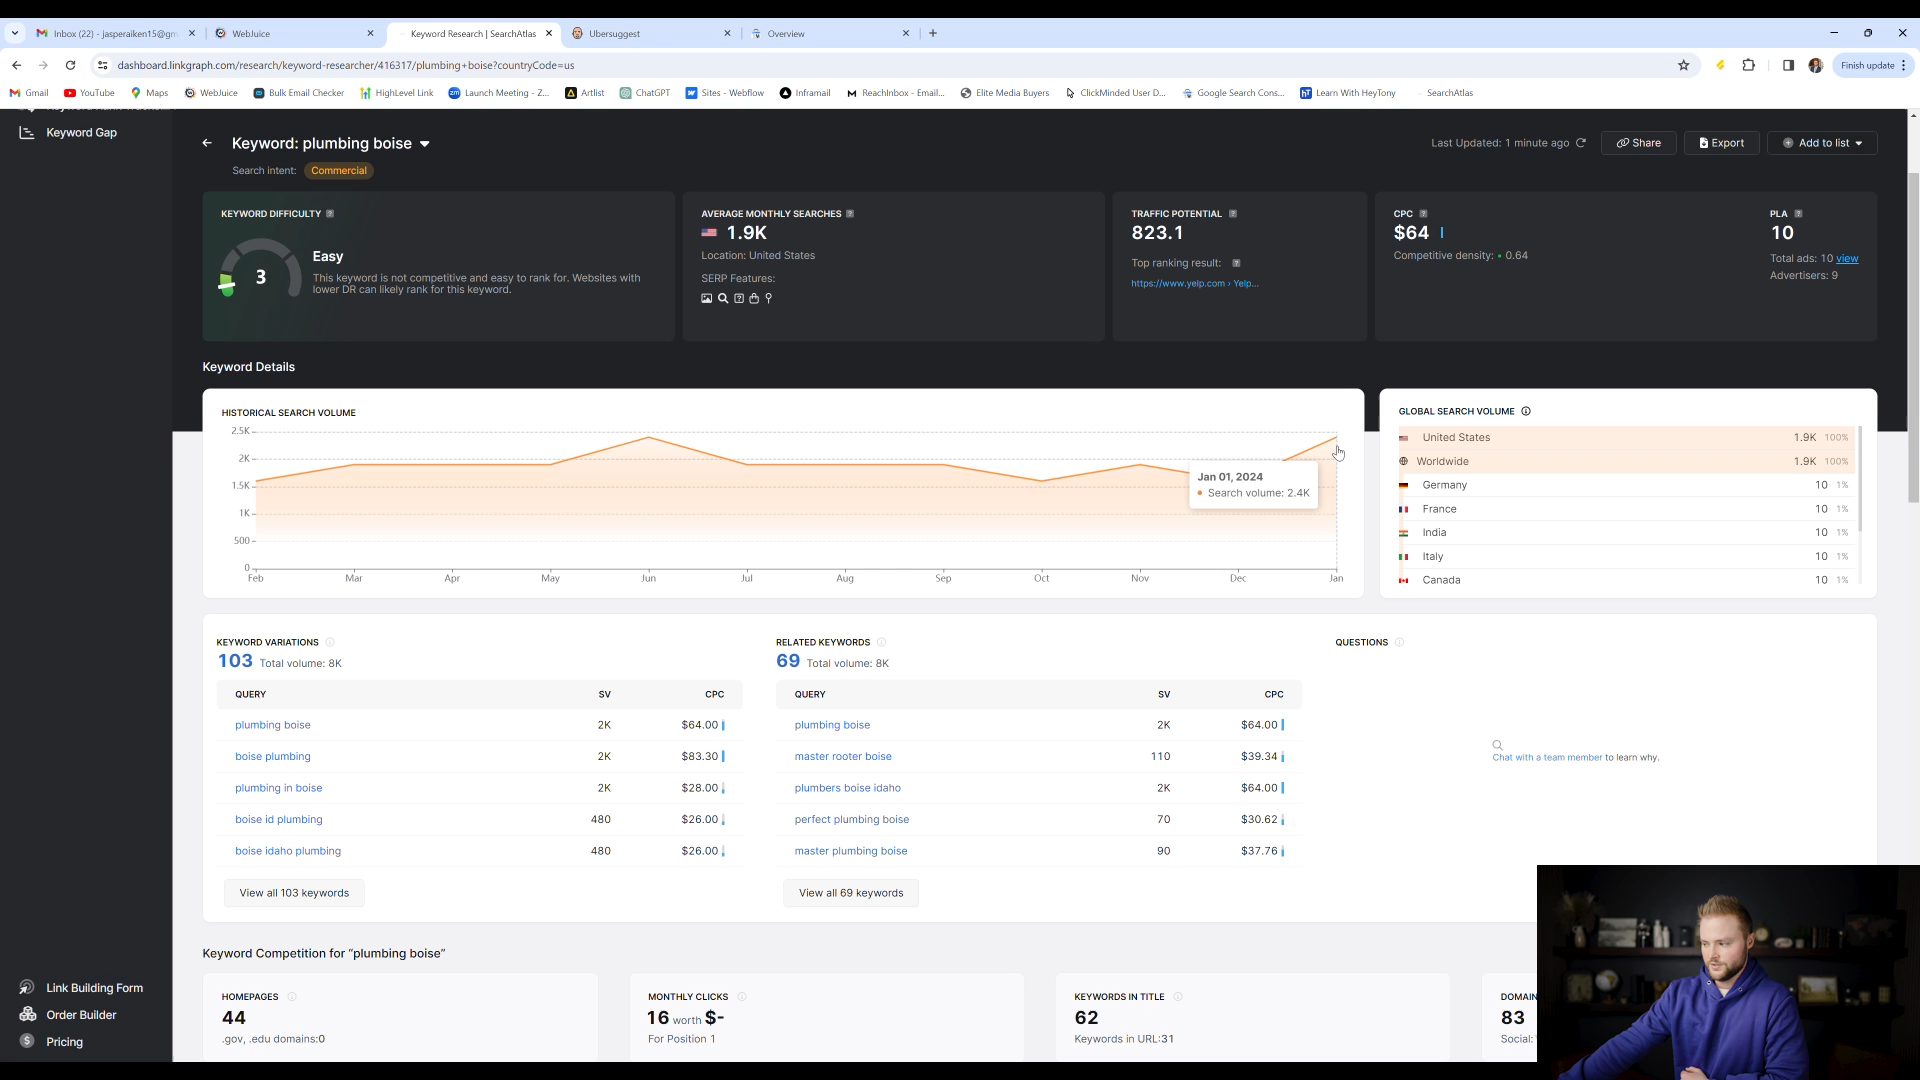 Inbox (22) - jasperaiken15@gm
WebJuice
Keyword Research | SearchAtlas
Ubersuggest
Overview
dashboard.linkgraph.com/research/keyword-researcher/416317/plumbing+boise?countryCode=us
Finish update
Gmail
YouTube
Maps
WebJuice
Bulk Email Checker
HighLevel Link
Launch Meeting - Z...
Artlist
ChatGPT
Sites - Webflow
Inframail
ReachInbox - Email...
Elite Media Buyers
ClickMinded User D...
Google Search Cons...
Learn With HeyTony
SearchAtlas
Keyword Gap
Keyword: plumbing boise
Last Updated: 1 minute ago
Share
Export
Add to list
Search intent: Commercial
KEYWORD DIFFICULTY
3
Easy
This keyword is not competitive and easy to rank for. Websites with
lower DR can likely rank for this keyword.
AVERAGE MONTHLY SEARCHES
1.9K
Location: United States
SERP Features:
TRAFFIC POTENTIAL
823.1
Top ranking result:
https://www.yelp.com › Yelp...
CPC
$64
Competitive density: • 0.64
PLA
10
Total ads: 10 view
Advertisers: 9
Keyword Details
HISTORICAL SEARCH VOLUME
2.5K
2K
1.5K
1K
500
0
Feb Mar Apr May Jun Jul Aug Sep Oct Nov Dec Jan
Jan 01, 2024
Search volume: 2.4K
GLOBAL SEARCH VOLUME
United States 1.9K 100%
Worldwide 1.9K 100%
Germany 10 1%
France 10 1%
India 10 1%
Italy 10 1%
Canada 10 1%
KEYWORD VARIATIONS
103 Total volume: 8K
QUERY SV CPC
plumbing boise 2K $64.00
boise plumbing 2K $83.30
plumbing in boise 2K $28.00
boise id plumbing 480 $26.00
boise idaho plumbing 480 $26.00
View all 103 keywords
RELATED KEYWORDS
69 Total volume: 8K
QUERY SV CPC
plumbing boise 2K $64.00
master rooter boise 110 $39.34
plumbers boise idaho 2K $64.00
perfect plumbing boise 70 $30.62
master plumbing boise 90 $37.76
View all 69 keywords
QUESTIONS
Chat with a team member to learn why.
Keyword Competition for "plumbing boise"
HOMEPAGES
44
.gov, .edu domains:0
MONTHLY CLICKS
16 worth $-
For Position 1
KEYWORDS IN TITLE
62
Keywords in URL:31
DOMAIN
83
Social:
Link Building Form
Order Builder
Pricing